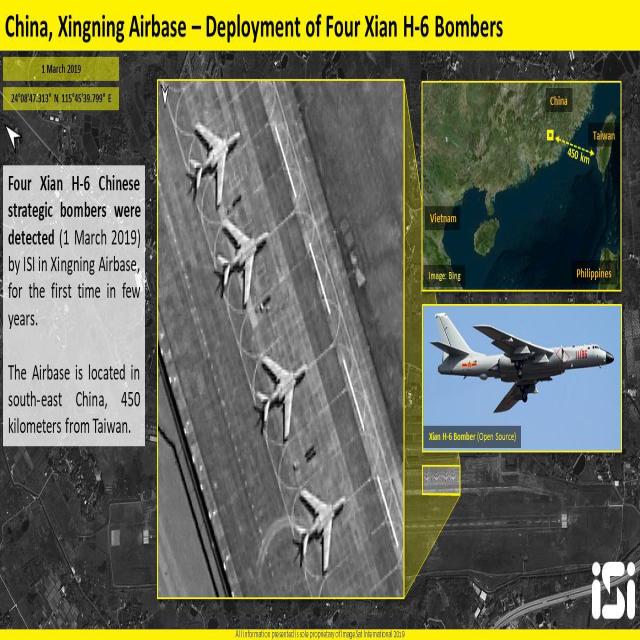 China, Xingning Airbase – Deployment of Four Xian H-6 Bombers
1 March 2019
24°08'47.313" N 115°45'39.799" E
Four Xian H-6 Chinese
strategic bombers were
detected (1 March 2019)
by ISI in Xingning Airbase,
for the first time in few
years.
The Airbase is located in
south-east China, 450
kilometers from Taiwan.
China
Taiwan
450 km
Vietnam
Image: Bing
Philippines
Xian H-6 Bomber (Open Source)
iSi
All information presented is sole proprietary of Image Sat International 2019